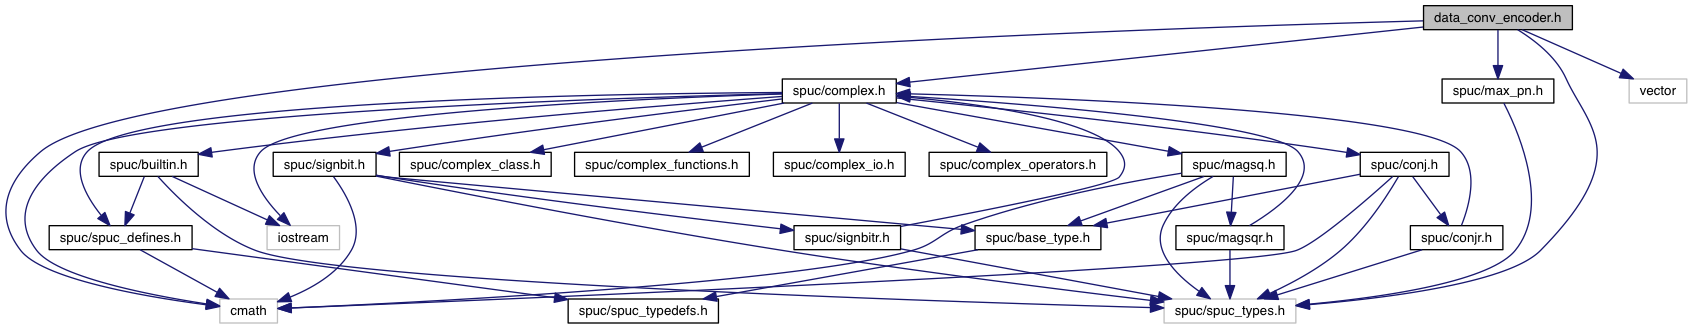 data_conv_encoder.h
spuc/complex.h
spuc/max_pn.h
vector
spuc/builtin.h
spuc/signbit.h
spuc/complex_class.h
spuc/complex_functions.h
spuc/complex_io.h
spuc/complex_operators.h
spuc/magsq.h
spuc/conj.h
spuc/spuc_defines.h
iostream
spuc/signbitr.h
spuc/base_type.h
spuc/magsqr.h
spuc/conjr.h
cmath
spuc/spuc_typedefs.h
spuc/spuc_types.h